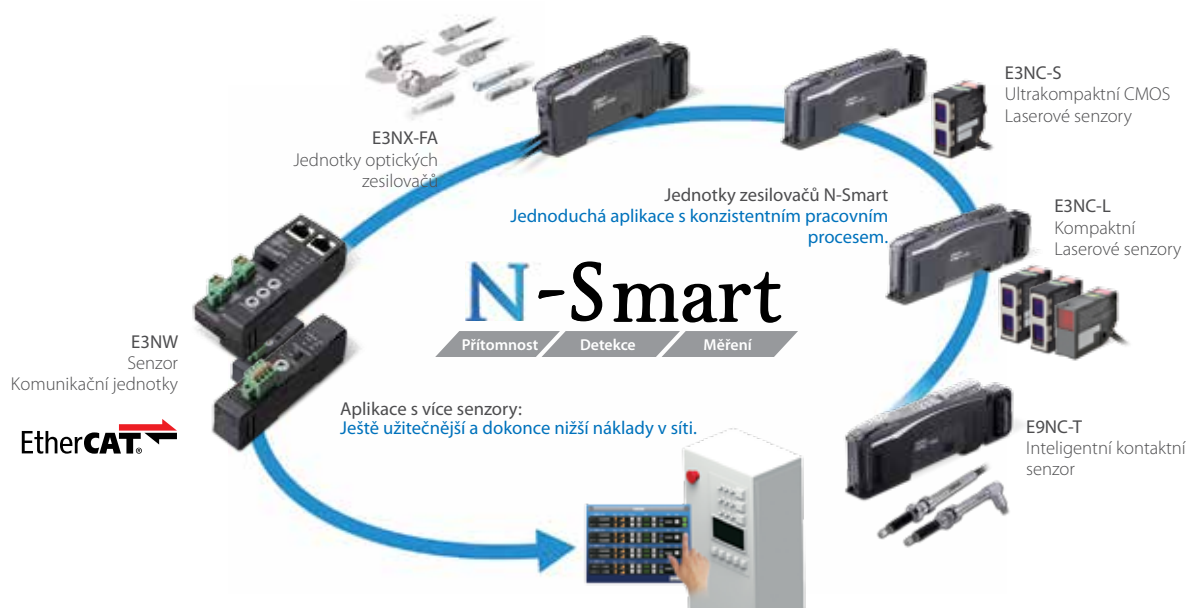 E3NX-FA
Jednotky optických
zesilovačů
E3NC-S
Ultrakompaktní CMOS
Laserové senzory
Jednotky zesilovačů N-Smart
Jednoduchá aplikace s konzistentním pracovním
procesem.
E3NC-L
Kompaktní
Laserové senzory
N-Smart
Přítomnost Detekce Měření
E3NW
Senzor
Komunikační jednotky
EtherCAT®
Aplikace s více senzory:
Ještě užitečnější a dokonce nižší náklady v síti.
E9NC-T
Inteligentní kontaktní
senzor